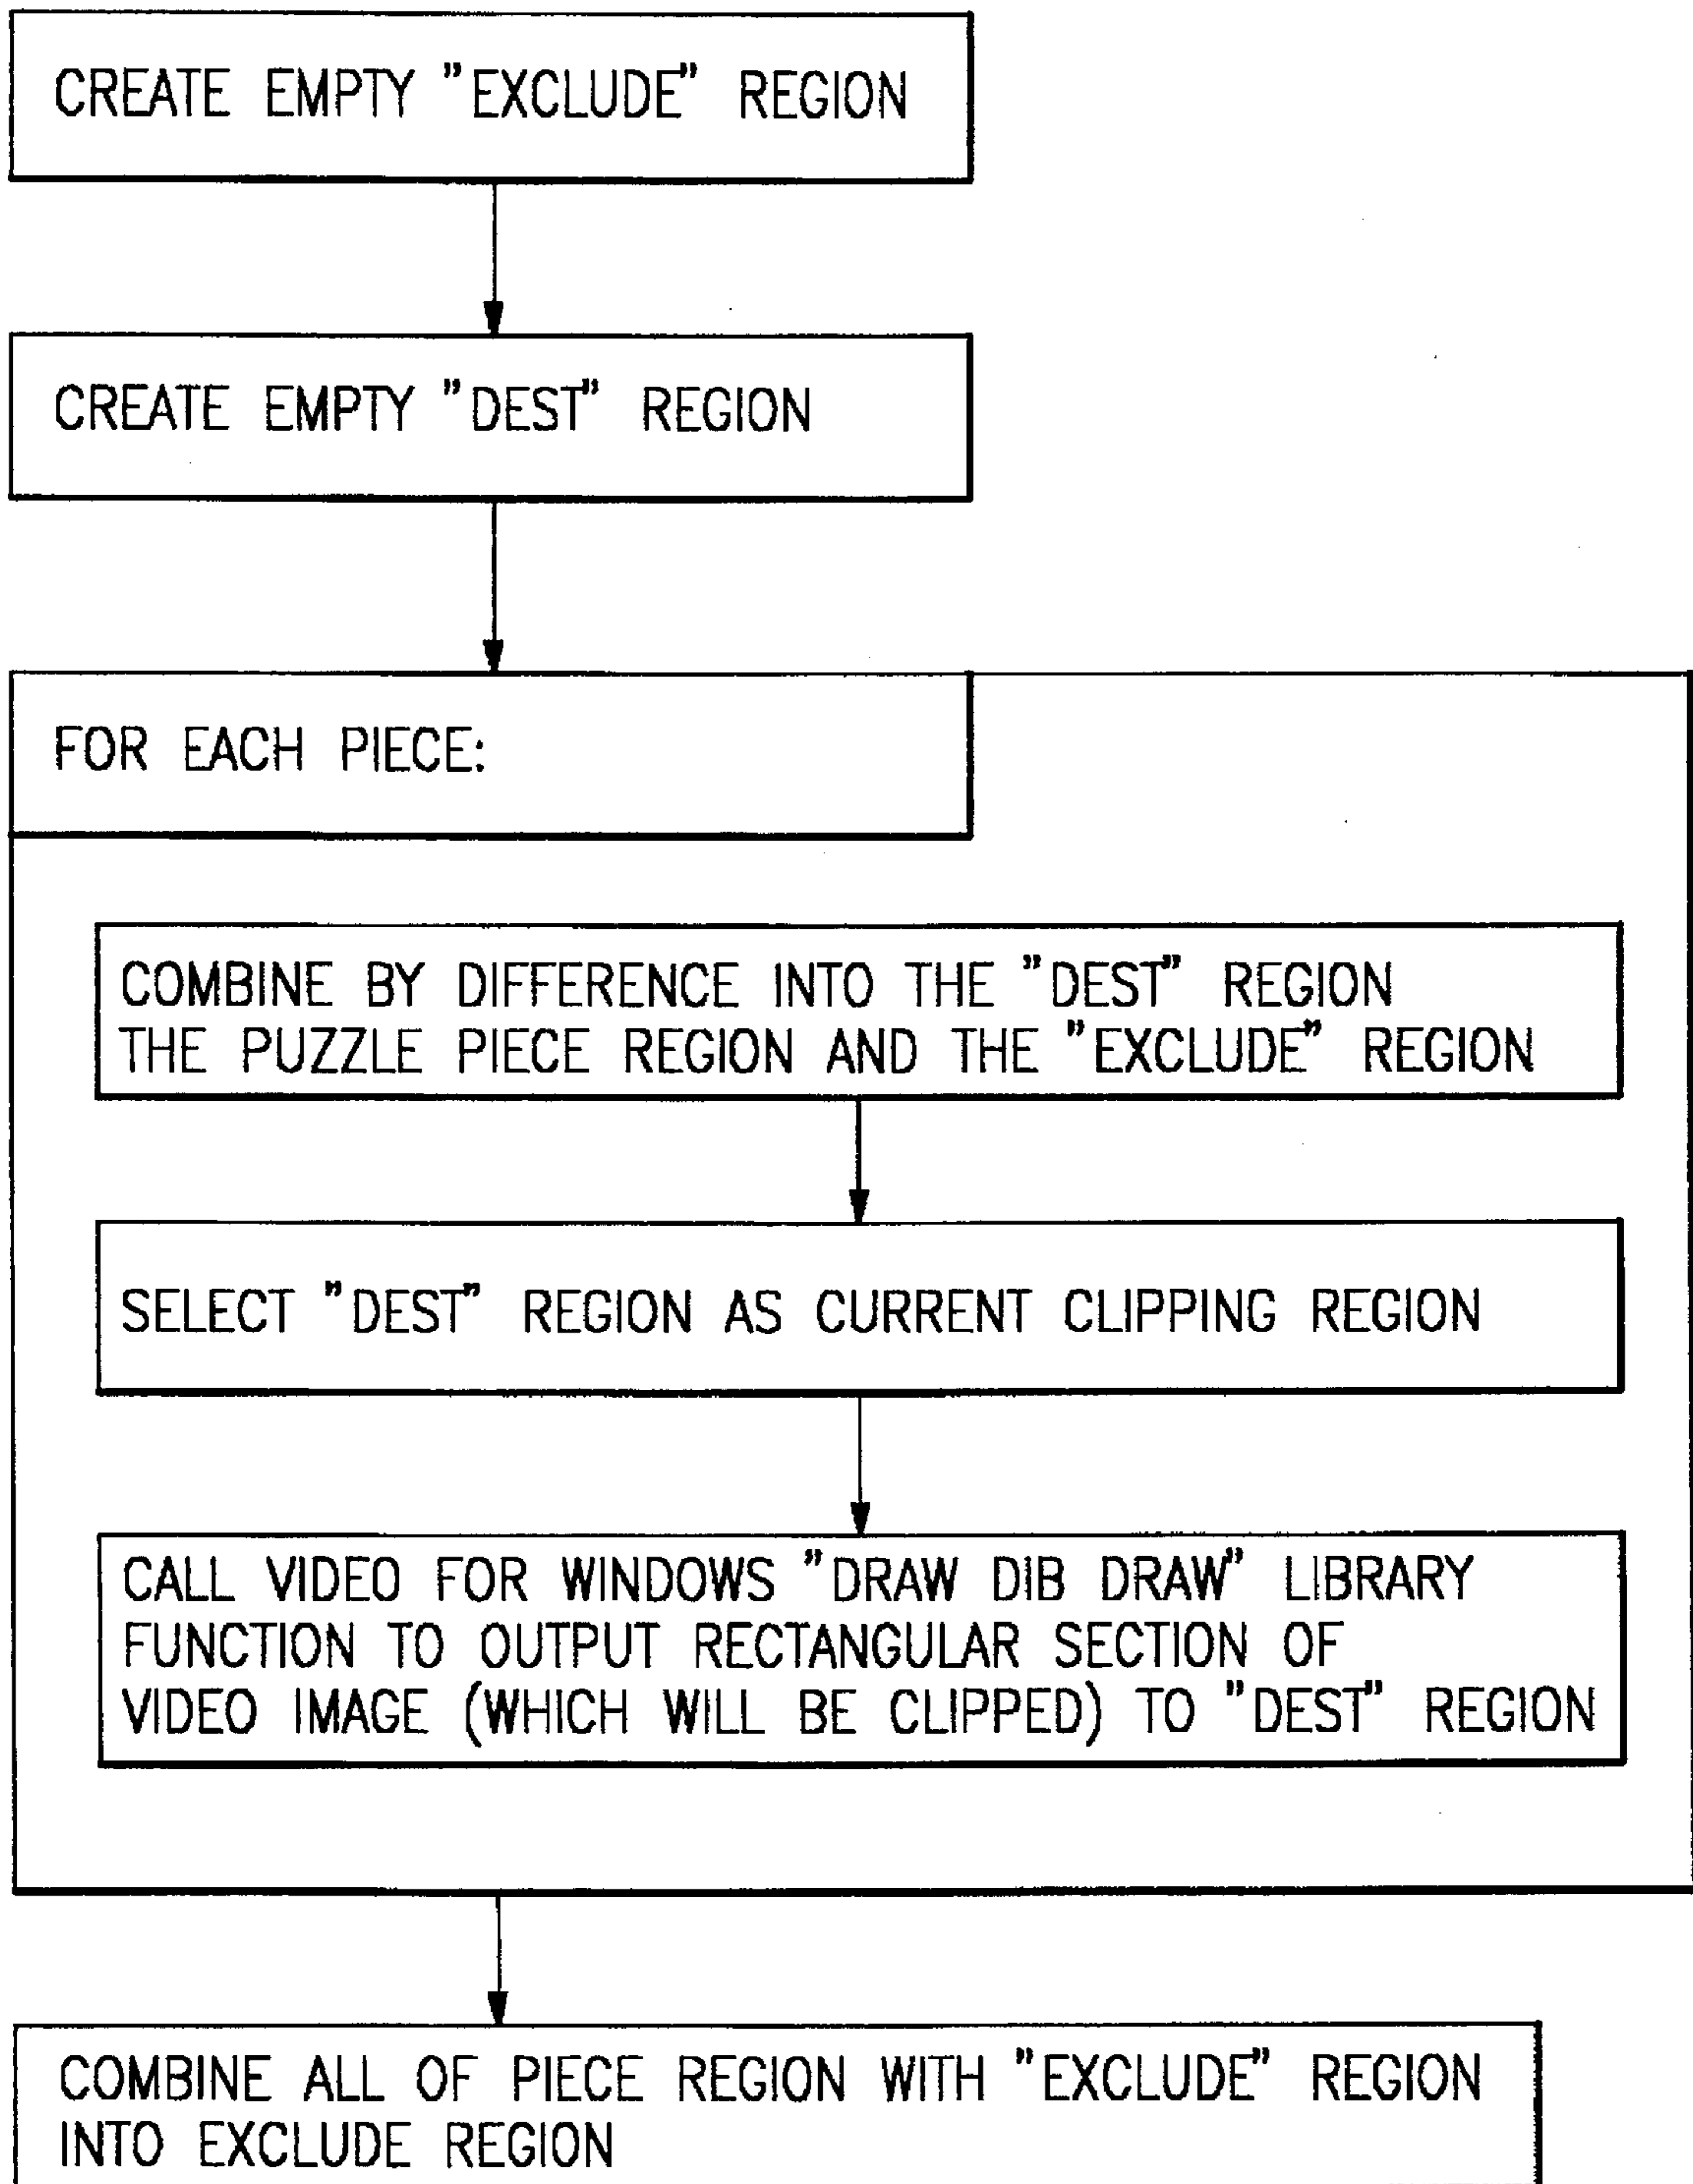 CREATE EMPTY "EXCLUDE" REGION
CREATE EMPTY "DEST" REGION
FOR EACH PIECE:
COMBINE BY DIFFERENCE INTO THE "DEST" REGION
THE PUZZLE PIECE REGION AND THE "EXCLUDE" REGION
SELECT "DEST" REGION AS CURRENT CLIPPING REGION
CALL VIDEO FOR WINDOWS "DRAW DIB DRAW" LIBRARY
FUNCTION TO OUTPUT RECTANGULAR SECTION OF
VIDEO IMAGE (WHICH WILL BE CLIPPED) TO "DEST" REGION
COMBINE ALL OF PIECE REGION WITH "EXCLUDE" REGION
INTO EXCLUDE REGION